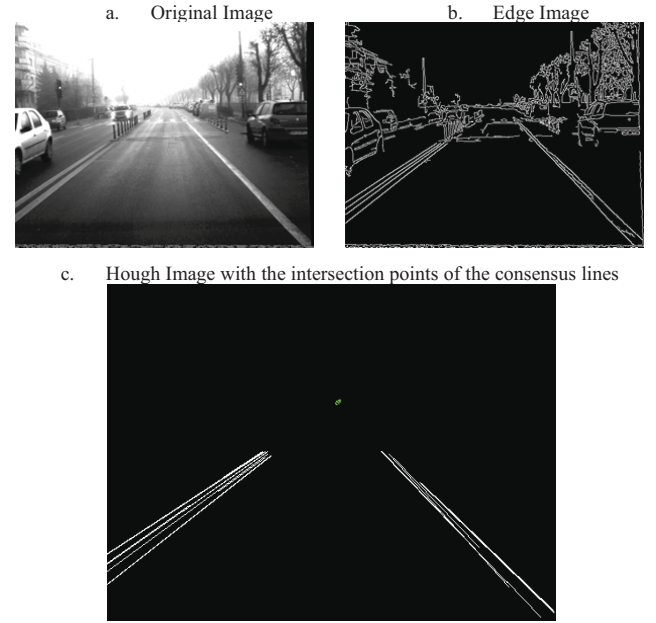 a. Original Image
b. Edge Image
c. Hough Image with the intersection points of the consensus lines